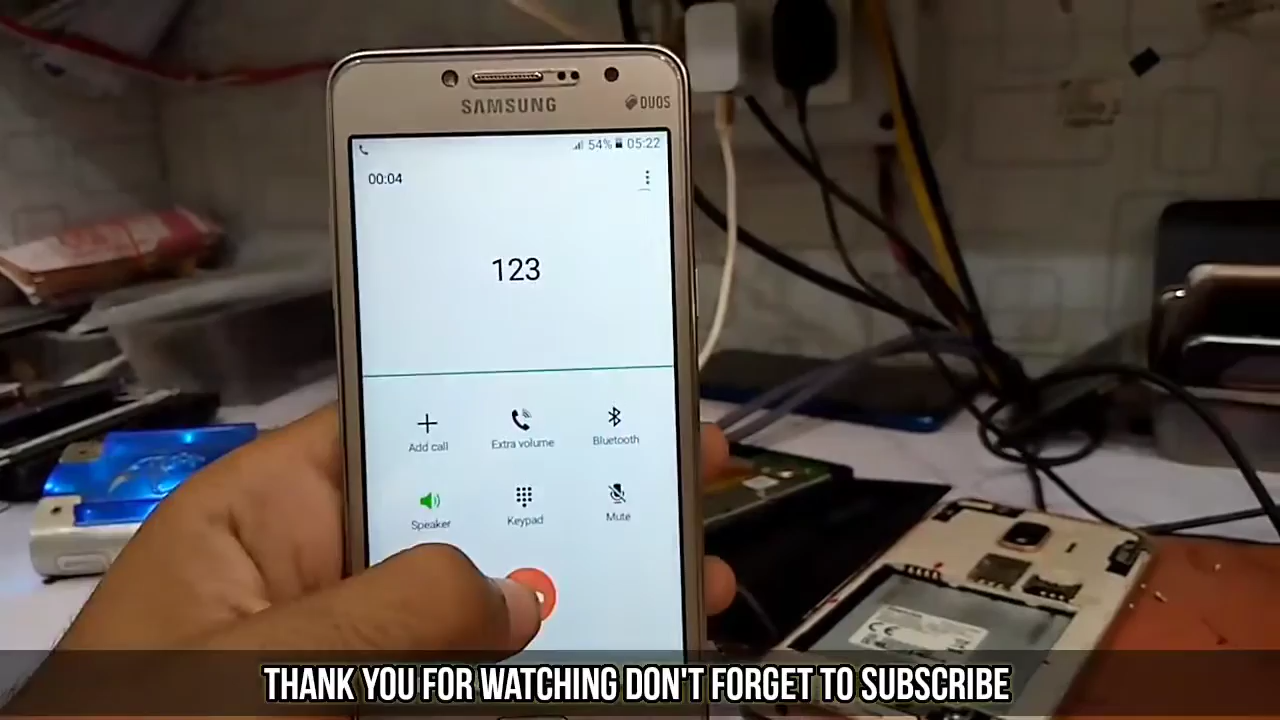 SAMSUNG
DUOS
54% 05:22
00:04
123
Add call
Extra volume
Bluetooth
Speaker
Keypad
Mute
CE
THANK YOU FOR WATCHING DON'T FORGET TO SUBSCRIBE